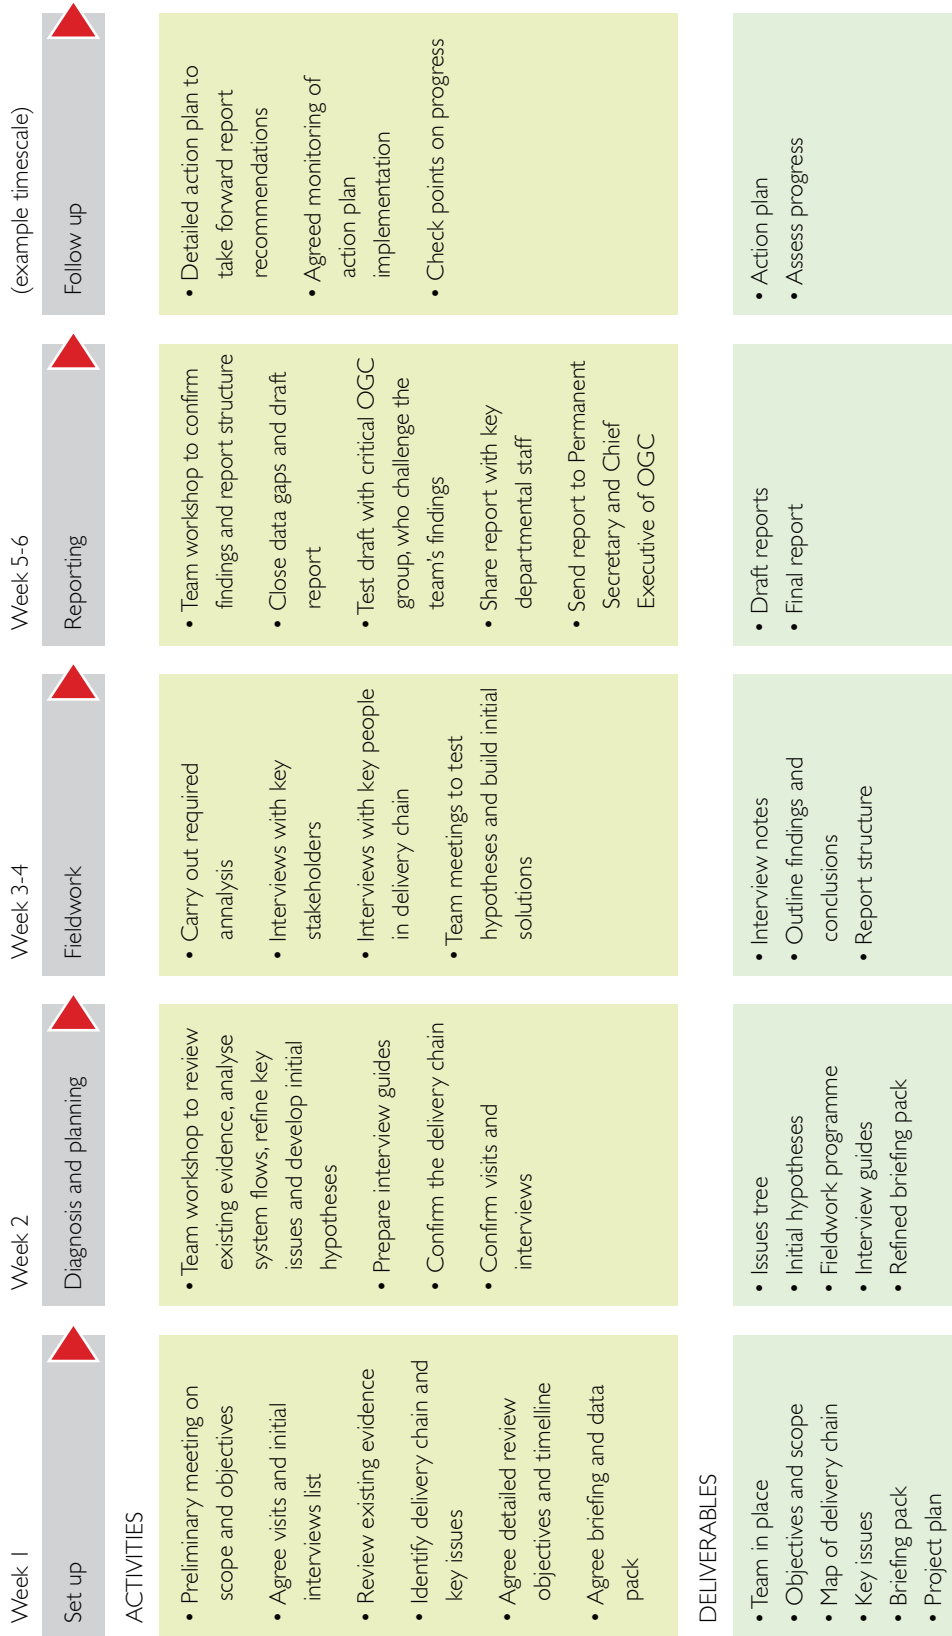 Week 1
Set up
ACTIVITIES
• Preliminary meeting on
scope and objectives
• Agree visits and initial
interviews list
• Review existing evidence
• Identify delivery chain and
key issues
• Agree detailed review
objectives and timelline
• Agree briefing and data
pack
DELIVERABLES
• Team in place
• Objectives and scope
• Map of delivery chain
• Key issues
• Briefing pack
• Project plan
Week 2
Diagnosis and planning
• Team workshop to review
existing evidence, analyse
system flows, refine key
issues and develop initial
hypotheses
• Prepare interview guides
• Confirm the delivery chain
• Confirm visits and
interviews
• Issues tree
• Initial hypotheses
• Fieldwork programme
• Interview guides
• Refined briefing pack
Week 3-4
Fieldwork
• Carry out required
annalysis
• Interviews with key
stakeholders
• Interviews with key people
in delivery chain
• Team meetings to test
hypotheses and build initial
solutions
• Interview notes
• Outline findings and
conclusions
• Report structure
Week 5-6
Reporting
• Team workshop to confirm
findings and report structure
• Close data gaps and draft
report
• Test draft with critical OGC
group, who challenge the
team's findings
• Share report with key
departmental staff
• Send report to Permanent
Secretary and Chief
Executive of OGC
• Draft reports
• Final report
(example timescale)
Follow up
• Detailed action plan to
take forward report
recommendations
• Agreed monitoring of
action plan
implementation
• Check points on progress
• Action plan
• Assess progress